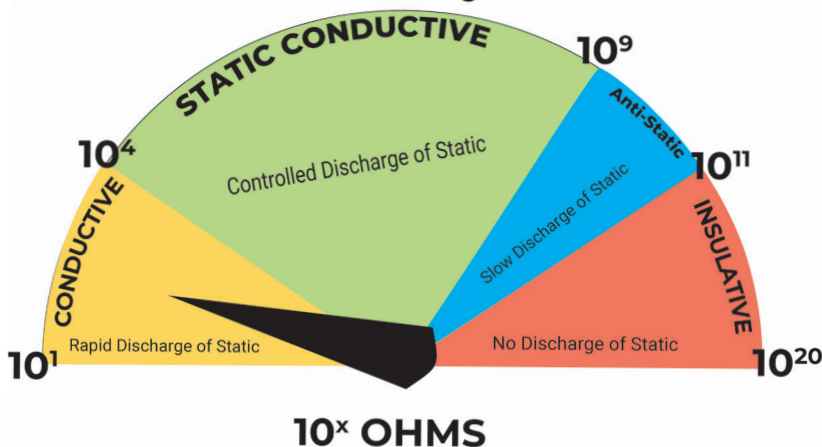 STATIC CONDUCTIVE
10⁹
Anti-Static
10⁴
Controlled Discharge of Static
10¹¹
CONDUCTIVE
Slow Discharge of Static
INSULATIVE
Rapid Discharge of Static
No Discharge of Static
10¹
10²⁰
10ˣ OHMS